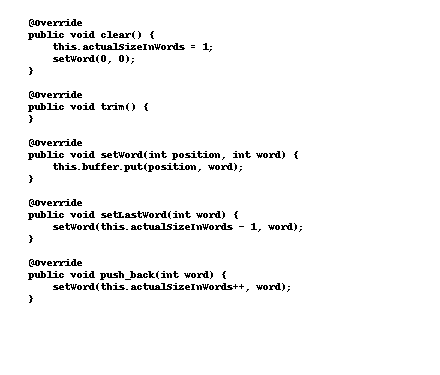 @Override
public void clear() {
    this.actualSizeInWords = 1;
    setWord(0, 0);
}

@Override
public void trim() {
}

@Override
public void setWord(int position, int word) {
    this.buffer.put(position, word);
}

@Override
public void setLastWord(int word) {
    setWord(this.actualSizeInWords - 1, word);
}

@Override
public void push_back(int word) {
    setWord(this.actualSizeInWords++, word);
}